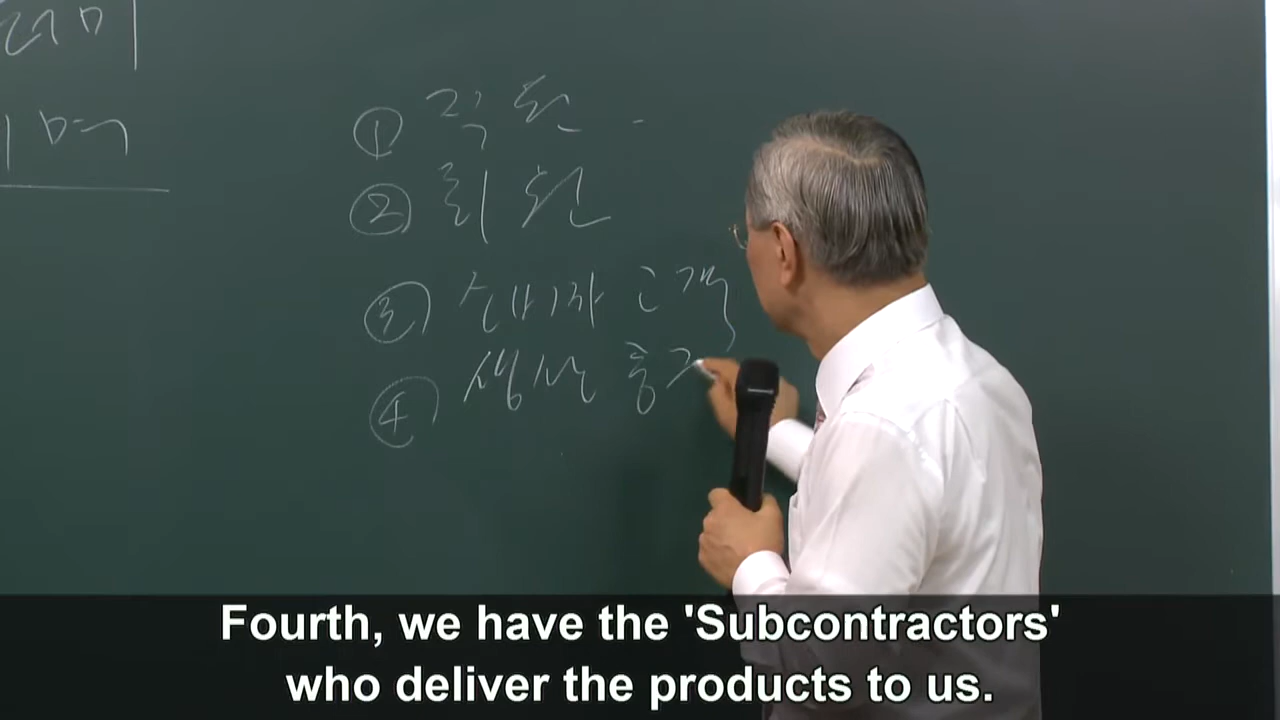 ① 직원 -
② 회원
③ 소비자 고객
④ 생산
Fourth, we have the 'Subcontractors'
who deliver the products to us.